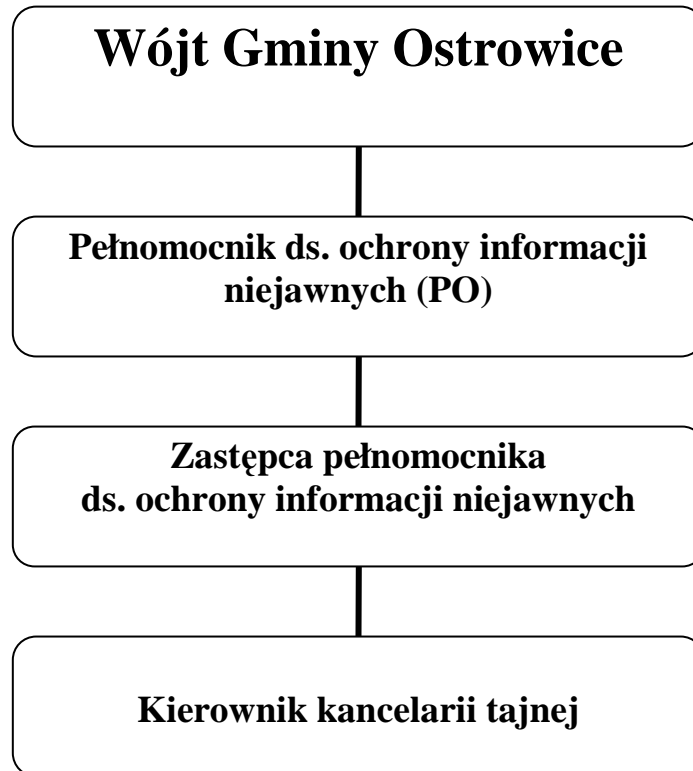 Wójt Gminy Ostrowice
Pełnomocnik ds. ochrony informacji
niejawnych (PO)
Zastępca pełnomocnika
ds. ochrony informacji niejawnych
Kierownik kancelarii tajnej